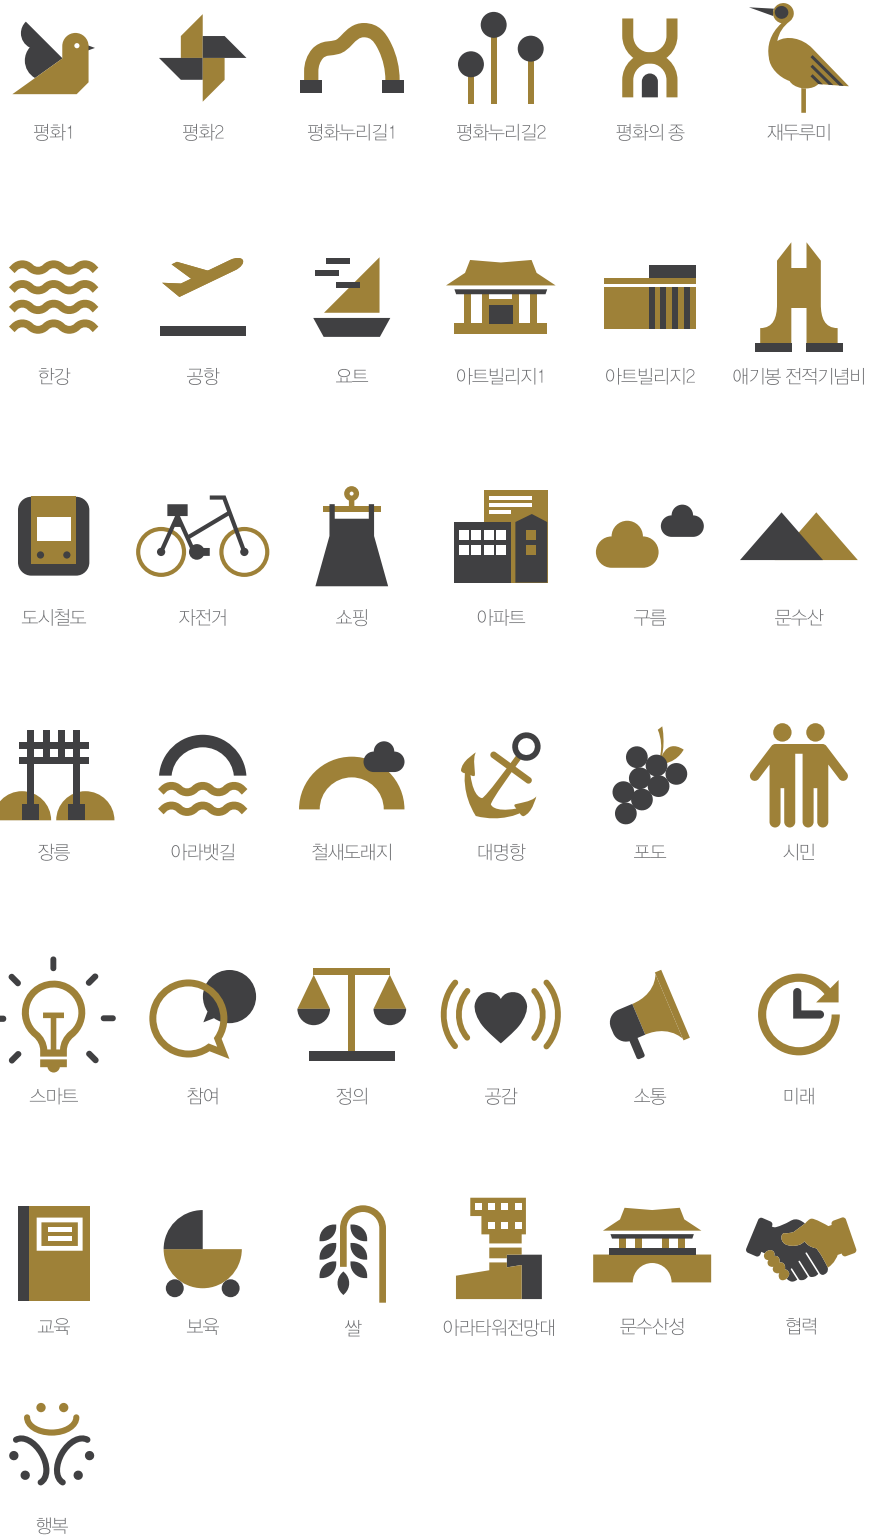 평화1
평화2
평화누리길1
평화누리길2
평화의 종
재두루미
한강
공항
요트
아트빌리지1
아트빌리지2
애기봉 전적기념비
도시철도
자전거
쇼핑
아파트
구름
문수산
장릉
아라뱃길
철새도래지
대명항
포도
시민
스마트
참여
정의
공감
소통
미래
교육
보육
쌀
아라타워전망대
문수산성
협력
행복